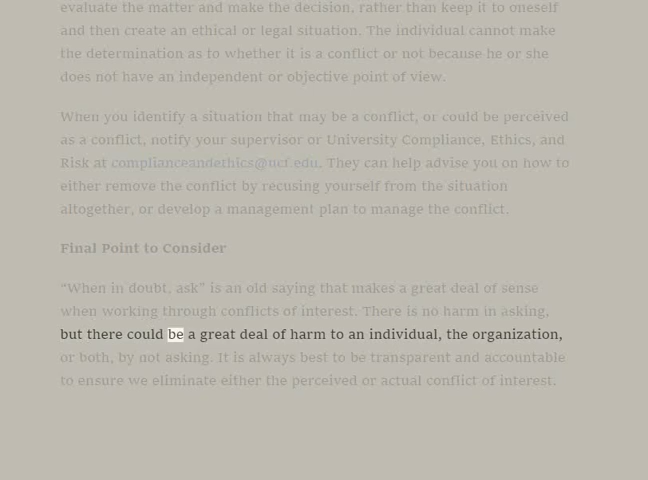 evaluate the matter and make the decision, rather than keep it to oneself
and then create an ethical or legal situation. The individual cannot make
the determination as to whether it is a conflict or not because he or she
does not have an independent or objective point of view.
When you identify a situation that may be a conflict, or could be perceived
as a conflict, notify your supervisor or University Compliance, Ethics, and
Risk at complianceandethics@ucf.edu. They can help advise you on how to
either remove the conflict by recusing yourself from the situation
altogether, or develop a management plan to manage the conflict.
Final Point to Consider
“When in doubt, ask” is an old saying that makes a great deal of sense
when working through conflicts of interest. There is no harm in asking,
but there could be a great deal of harm to an individual, the organization,
or both, by not asking. It is always best to be transparent and accountable
to ensure we eliminate either the perceived or actual conflict of interest.